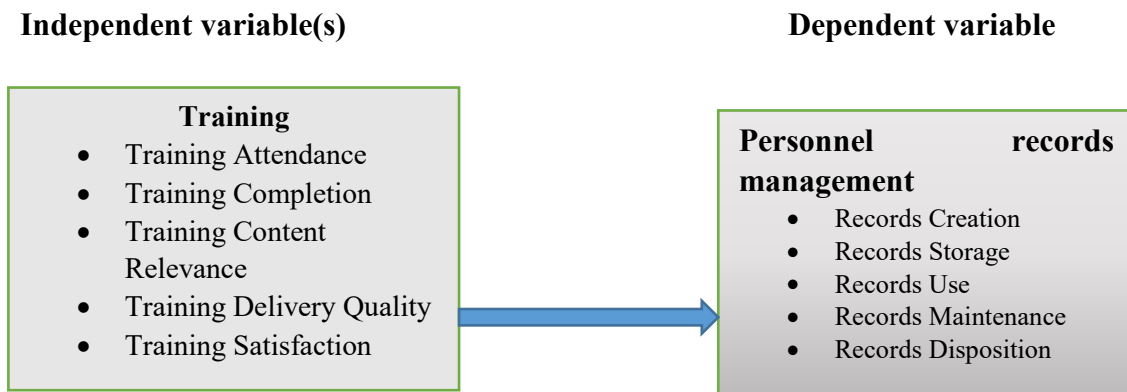 Independent variable(s)
Dependent variable
Training
• Training Attendance
• Training Completion
• Training Content
Relevance
• Training Delivery Quality
• Training Satisfaction
Personnel records
management
• Records Creation
• Records Storage
• Records Use
• Records Maintenance
• Records Disposition